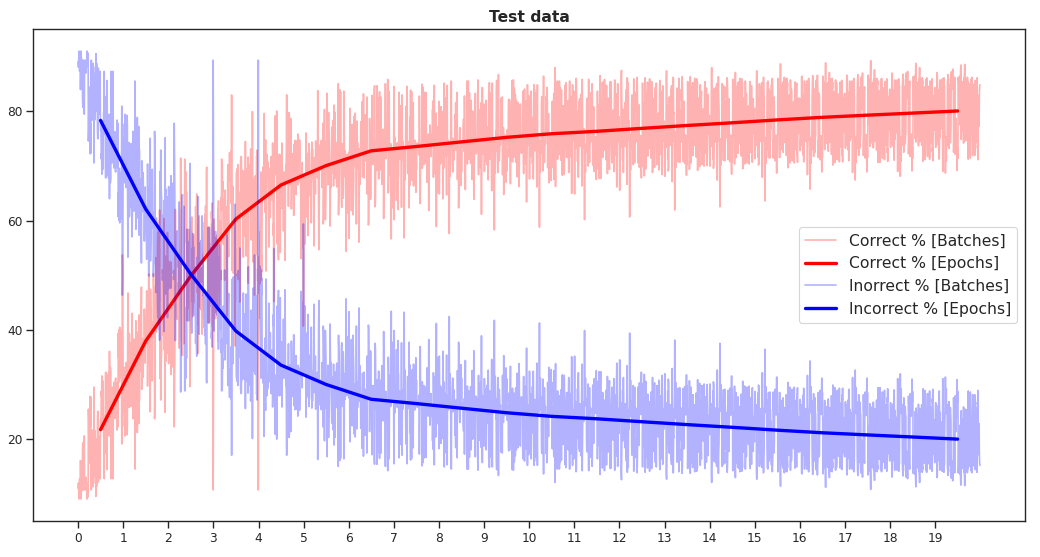 Test data
80
60
40
20
Correct % [Batches]
Correct % [Epochs]
Inorrect % [Batches]
Incorrect % [Epochs]
0 1 2 3 4 5 6 7 8 9 10 11 12 13 14 15 16 17 18 19